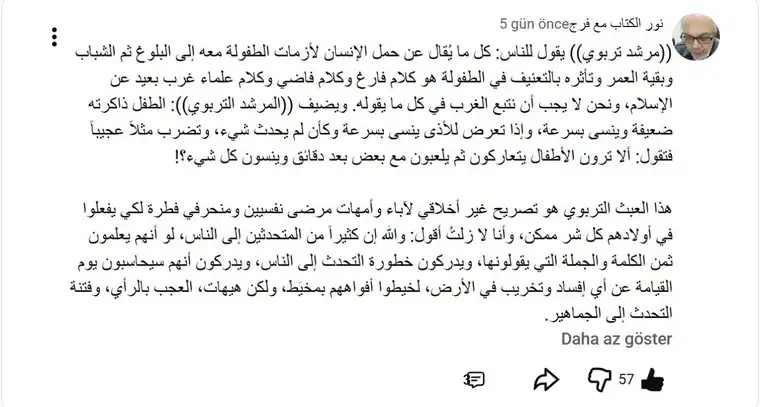 نور الكتاب مع فرج5 gün önce
((مرشد تربوي)) يقول للناس: كل ما يُقال عن حمل الإنسان لأزمات الطفولة معه إلى البلوغ ثم الشباب
وبقية العمر وتأثره بالتعنيف في الطفولة هو كلام فارغ وكلام فاضي وكلام علماء غرب بعيد عن
الإسلام، ونحن لا يجب أن نتبع الغرب في كل ما يقوله. ويضيف ((المرشد التربوي)): الطفل ذاكرته
ضعيفة وينسى بسرعة، وإذا تعرض للأذى ينسى بسرعة وكأن لم يحدث شيء، وتضرب مثلاً عجيباً
فتقول: ألا ترون الأطفال يتعاركون ثم يلعبون مع بعض بعد دقائق وينسون كل شيء؟!
هذا العبث التربوي هو تصريح غير أخلاقي لآباء وأمهات مرضى نفسيين ومنحرفي فطرة لكي يفعلوا
في أولادهم كل شر ممكن، وأنا لا زلتُ أقول: والله إن كثيراً من المتحدثين إلى الناس، لو أنهم يعلمون
ثمن الكلمة والجملة التي يقولونها، ويدركون خطورة التحدث إلى الناس، ويدركون أنهم سيحاسبون يوم
القيامة عن أي إفساد وتخريب في الأرض، لخيطوا أفواههم بمخيَط، ولكن هيهات، العجب بالرأي، وفتنة
التحدث إلى الجماهير.
Daha az göster
57
3